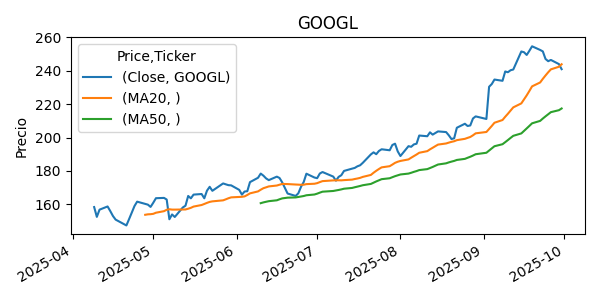 GOOGL
Precio
260
240
220
200
180
160
Price,Ticker
(Close, GOOGL)
(MA20, )
(MA50, )
2025-04
2025-05
2025-06
2025-07
2025-08
2025-09
2025-10